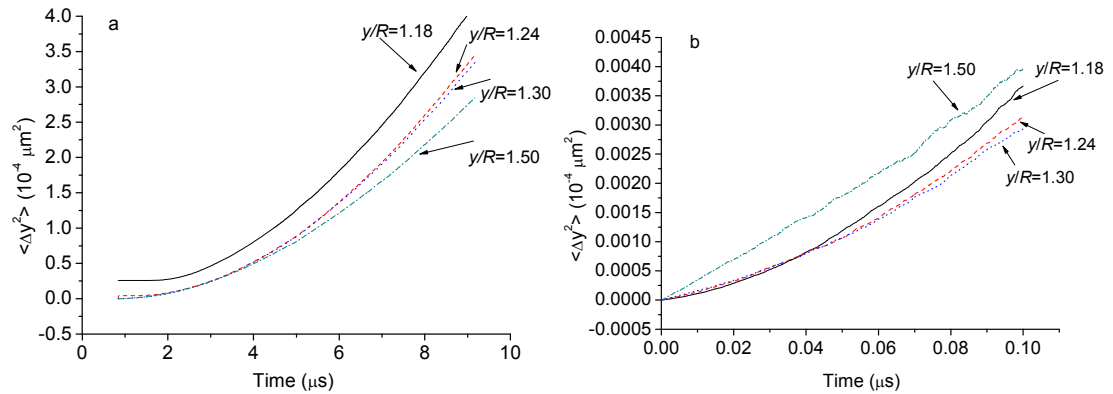 a
4.0
3.5
3.0
2.5
2.0
1.5
1.0
0.5
0.0
-0.5
0 2 4 6 8 10
<Δy²> (10⁻⁴ μm²)
Time (μs)
y/R=1.18
y/R=1.24
y/R=1.30
y/R=1.50
b
0.0045
0.0040
0.0035
0.0030
0.0025
0.0020
0.0015
0.0010
0.0005
0.0000
-0.0005
0.00 0.02 0.04 0.06 0.08 0.10
<Δy²> (10⁻⁴ μm²)
Time (μs)
y/R=1.50
y/R=1.18
y/R=1.24
y/R=1.30